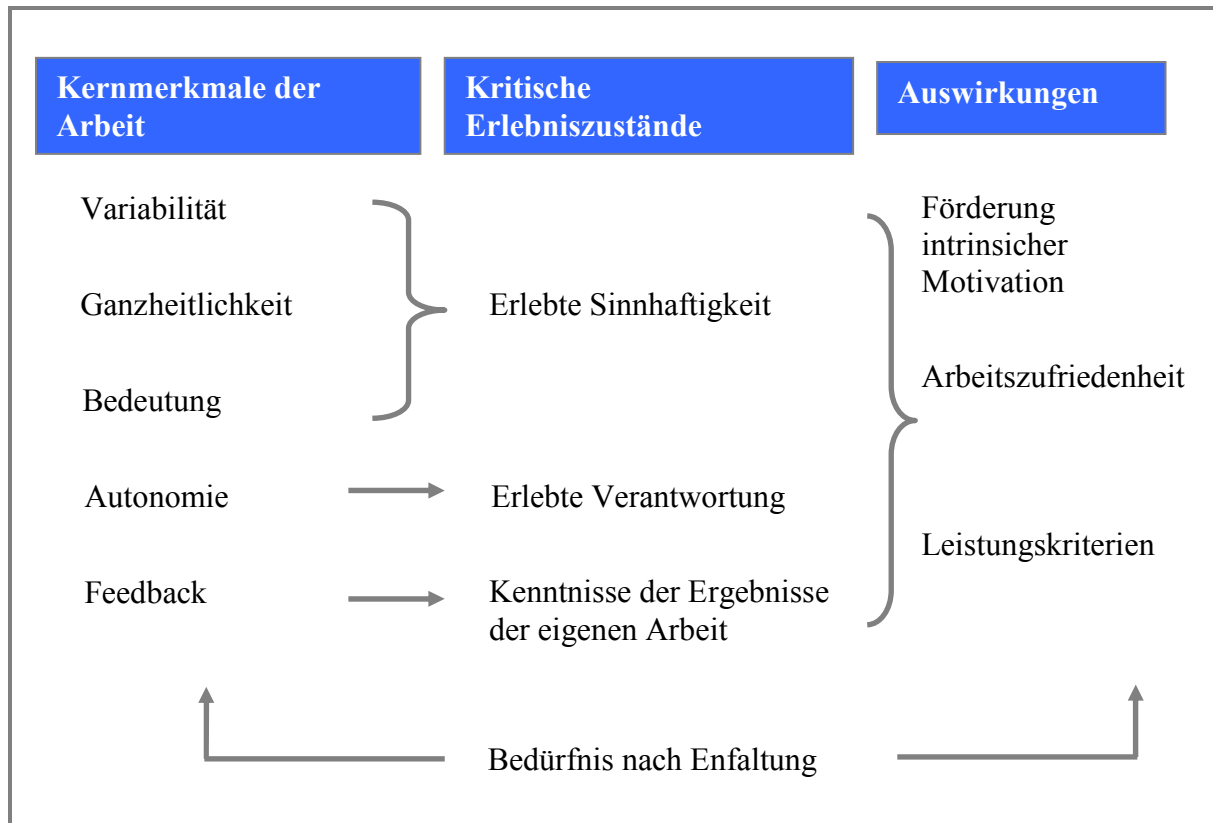 Kernmerkmale der
Arbeit
Kritische
Erlebniszustände
Auswirkungen
Variabilität
Ganzheitlichkeit
Bedeutung
Autonomie
Feedback
Erlebte Sinnhaftigkeit
Erlebte Verantwortung
Kenntnisse der Ergebnisse
der eigenen Arbeit
Förderung
intrinsicher
Motivation
Arbeitszufriedenheit
Leistungskriterien
Bedürfnis nach Enfaltung